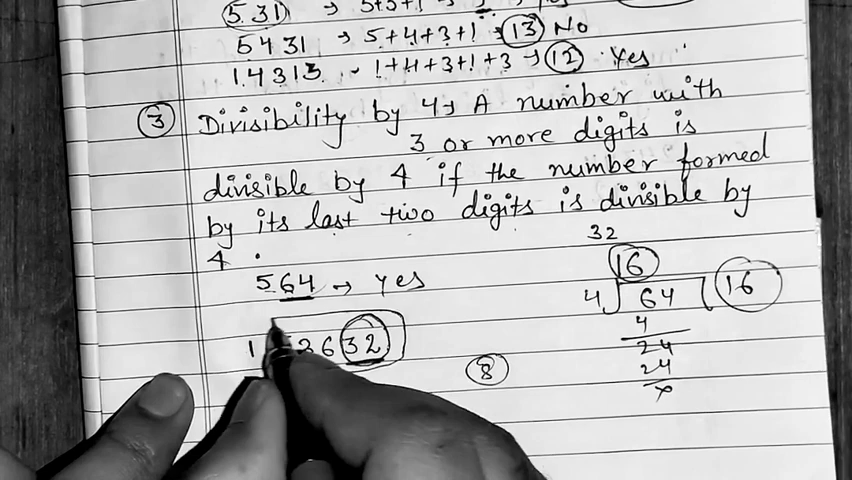 5431 → 5+4+3+1 → 13 No
14313 - 1+4+3+1+3 → 12 Yes
3 Divisibility by 4 → A number with
3 or more digits is
divisible by 4 if the number formed
by its last two digits is divisible by
4.
32
564 → Yes
16
4 64 16
4
24
24
x
632
8